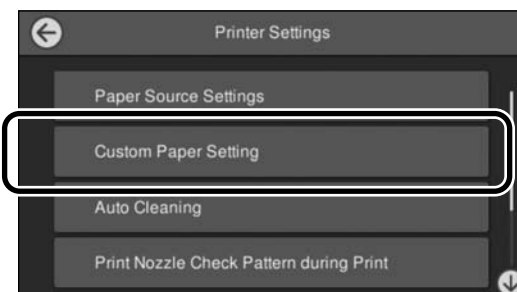 Printer Settings
Paper Source Settings
Custom Paper Setting
Auto Cleaning
Print Nozzle Check Pattern during Print